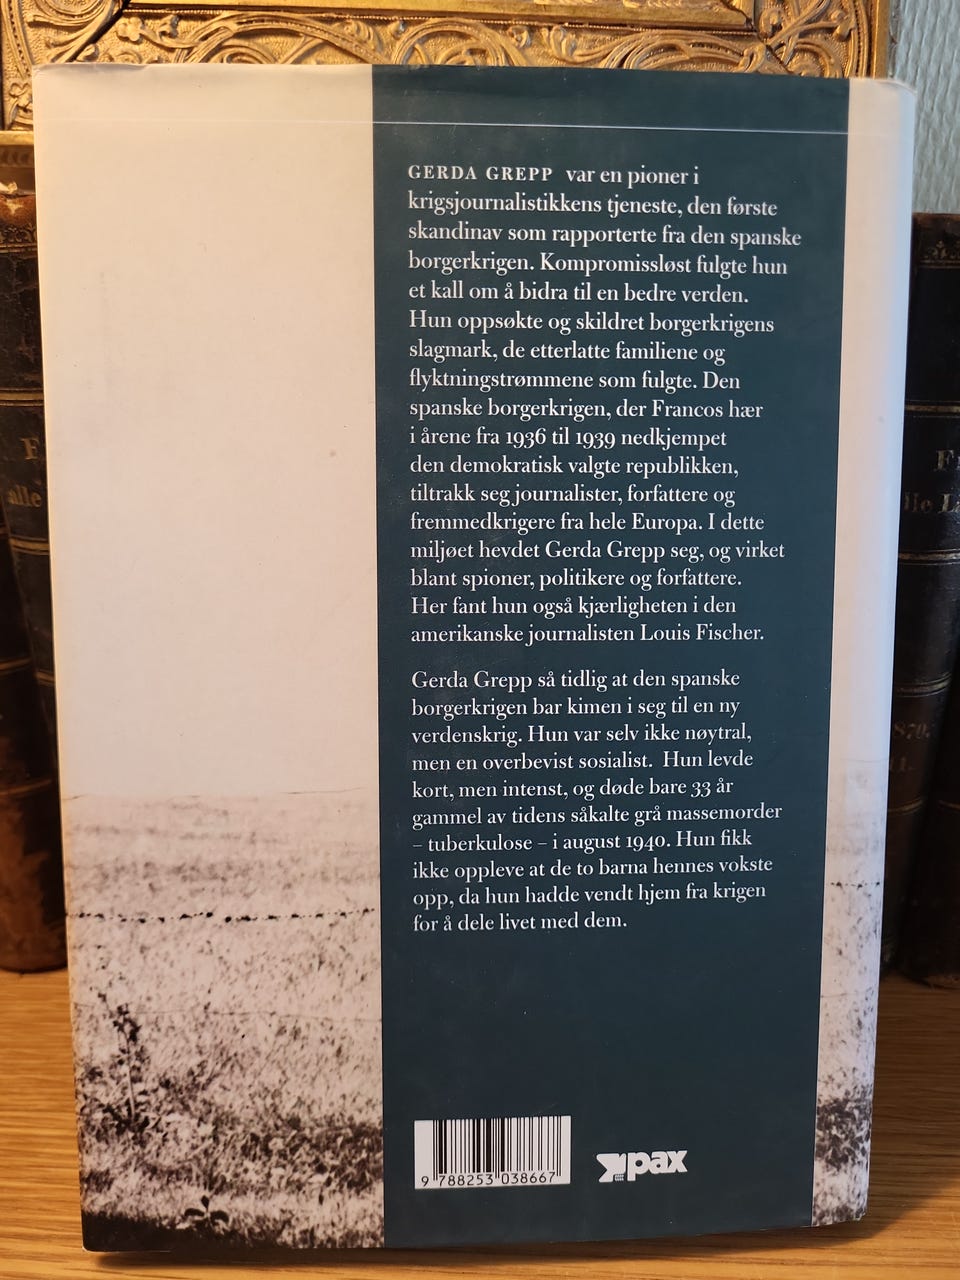 GERDA GREPP var en pioner i
krigsjournalistikkens tjeneste, den første
skandinav som rapporterte fra den spanske
borgerkrigen. Kompromissløst fulgte hun
et kall om å bidra til en bedre verden.
Hun oppsøkte og skildret borgerkrigens
slagmark, de etterlatte familiene og
flyktningstrømmene som fulgte. Den
spanske borgerkrigen, der Francos hær
i årene fra 1936 til 1939 nedkjempet
den demokratisk valgte republikken,
tiltrakk seg journalister, forfattere og
fremmedkrigere fra hele Europa. I dette
miljøet hevdet Gerda Grepp seg, og virket
blant spioner, politikere og forfattere.
Her fant hun også kjærligheten i den
amerikanske journalisten Louis Fischer.
Gerda Grepp så tidlig at den spanske
borgerkrigen bar kimen i seg til en ny
verdenskrig. Hun var selv ikke nøytral,
men en overbevist sosialist. Hun levde
kort, men intenst, og døde bare 33 år
gammel av tidens såkalte grå massemorder
– tuberkulose – i august 1940. Hun fikk
ikke oppleve at de to barna hennes vokste
opp, da hun hadde vendt hjem fra krigen
for å dele livet med dem.
9 788253 038667
pax
alle